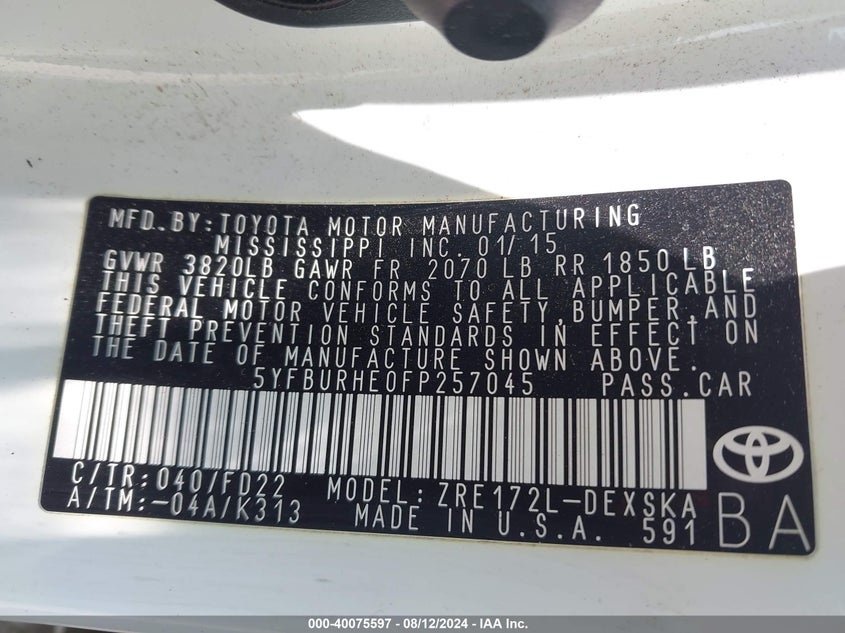 MFD. BY: TOYOTA MOTOR MANUFACTURING
MISSISSIPPI INC. 01/15
GVWR 3820LB GAWR FR 2070 LB RR 1850 LB
THIS VEHICLE CONFORMS TO ALL APPLICABLE
FEDERAL MOTOR VEHICLE SAFETY, BUMPER, AND
THEFT PREVENTION STANDARDS IN EFFECT ON
THE DATE OF MANUFACTURE SHOWN ABOVE.
5YFBURHE0FP257045 PASS. CAR
C/TR: 040/FD22 MODEL: ZRE172L-DEXSKA
A/TM: -04A/K313 MADE IN U.S.A. 591 BA
000-40075597 - 08/12/2024 - IAA Inc.